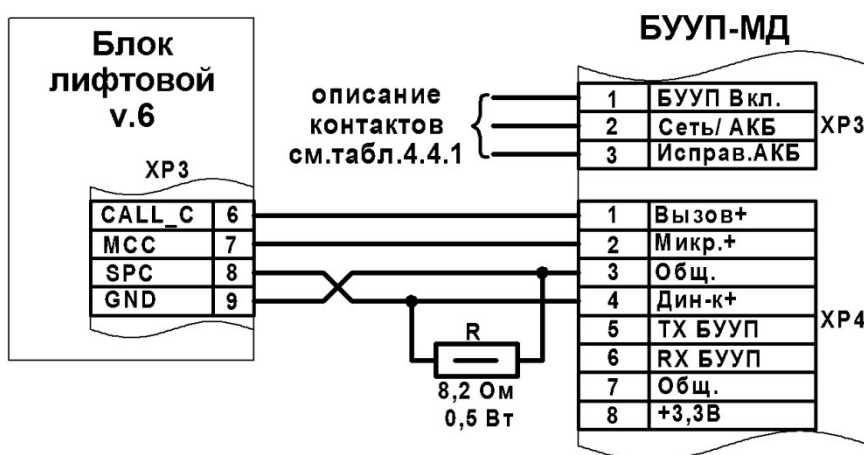 Блок
лифтовой
v.6
XP3
CALL_C 6
MCC 7
SPC 8
GND 9
описание
контактов
см.табл.4.4.1
БУУП-МД
1 БУУП Вкл.
2 Сеть/ АКБ
3 Исправ.АКБ
XP3
1 Вызов+
2 Микр.+
3 Общ.
4 Дин-к+
5 TX БУУП
6 RX БУУП
7 Общ.
8 +3,3В
XP4
R
8,2 Ом
0,5 Вт